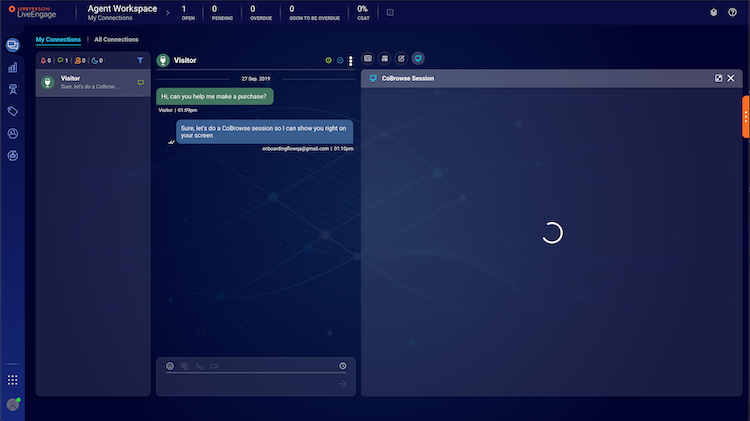 LIVEPERSON
LiveEngage
Agent Workspace
My Connections
1
OPEN
0
PENDING
0
OVERDUE
0
SOON TO BE OVERDUE
0%
CSAT
My Connections
All Connections
0
1
0
0
Visitor
Sure, let's do a CoBrow...
Visitor
27 Sep. 2019
Hi, can you help me make a purchase?
Visitor | 01:09pm
Sure, let's do a CoBrowse session so I can show you right on
your screen
onboardingflowqa@gmail.com | 01:10pm
CoBrowse Session